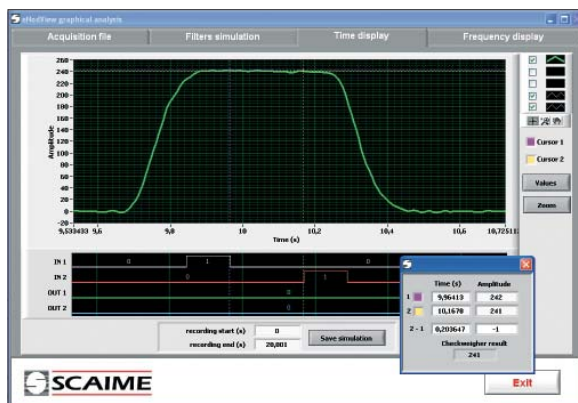 eNodView graphical analysis
Acquisition file Filters simulation Time display Frequency display
260
240
220
200
180
160
140
120
100
80
60
40
20
0
-20
Amplitude
9,533433 9,6 9,8 10 10,2 10,4 10,6 10,72511
Time (s)
Cursor 1
Cursor 2
Values
Zoom
IN 1 0 1 0
IN 2 0 1
OUT 1 0
OUT 2 0
recording start (s) 0
recording end (s) 20,001
Save simulation
Time (s) Amplitude
1 9,96413 242
2 10,1678 241
2 - 1 0,203647 -1
Checkweigher result
241
SCAIME
Exit